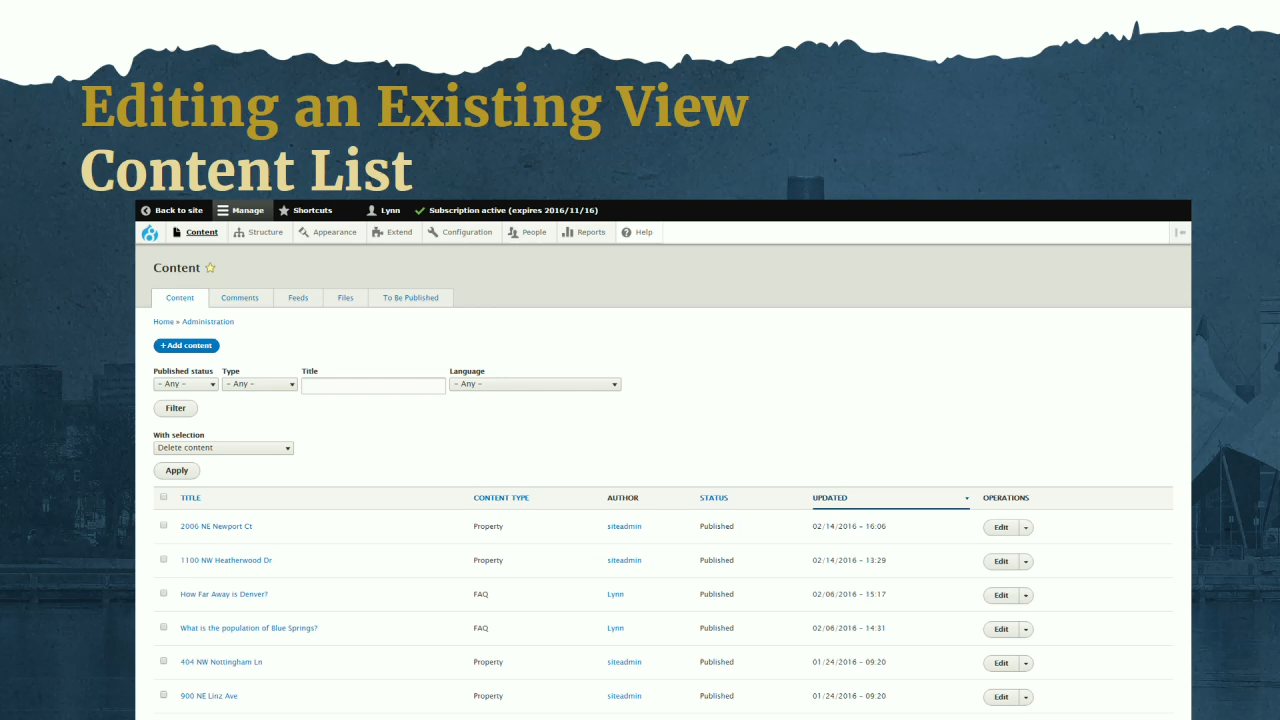 Editing an Existing View
Content List
Back to site Manage Shortcuts Lynn Subscription active (expires 2016/11/16)
Content Structure Appearance Extend Configuration People Reports Help
Content
Content Comments Feeds Files To Be Published
Home » Administration
+ Add content
Published status Type Title Language
- Any - - Any - - Any -
Filter
With selection
Delete content
Apply
TITLE CONTENT TYPE AUTHOR STATUS UPDATED OPERATIONS
2006 NE Newport Ct Property siteadmin Published 02/14/2016 - 16:06 Edit
1100 NW Heatherwood Dr Property siteadmin Published 02/14/2016 - 13:29 Edit
How Far Away is Denver? FAQ Lynn Published 02/06/2016 - 15:17 Edit
What is the population of Blue Springs? FAQ Lynn Published 02/06/2016 - 14:31 Edit
404 NW Nottingham Ln Property siteadmin Published 01/24/2016 - 09:20 Edit
900 NE Linz Ave Property siteadmin Published 01/24/2016 - 09:20 Edit